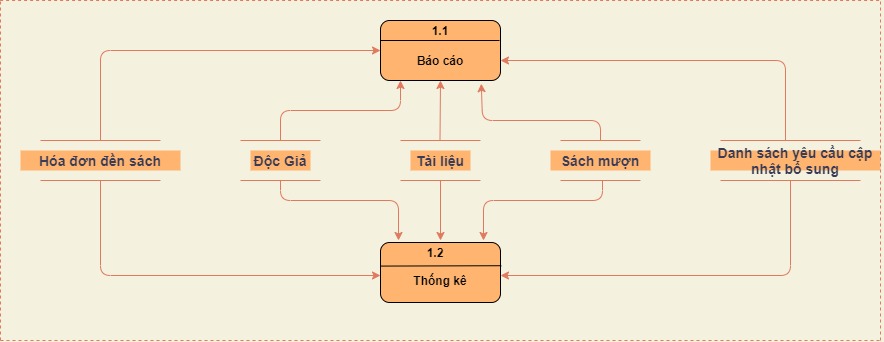 1.1
Báo cáo
Hóa đơn đền sách
Độc Giả
Tài liệu
Sách mượn
Danh sách yêu cầu cập
nhật bổ sung
1.2
Thống kê